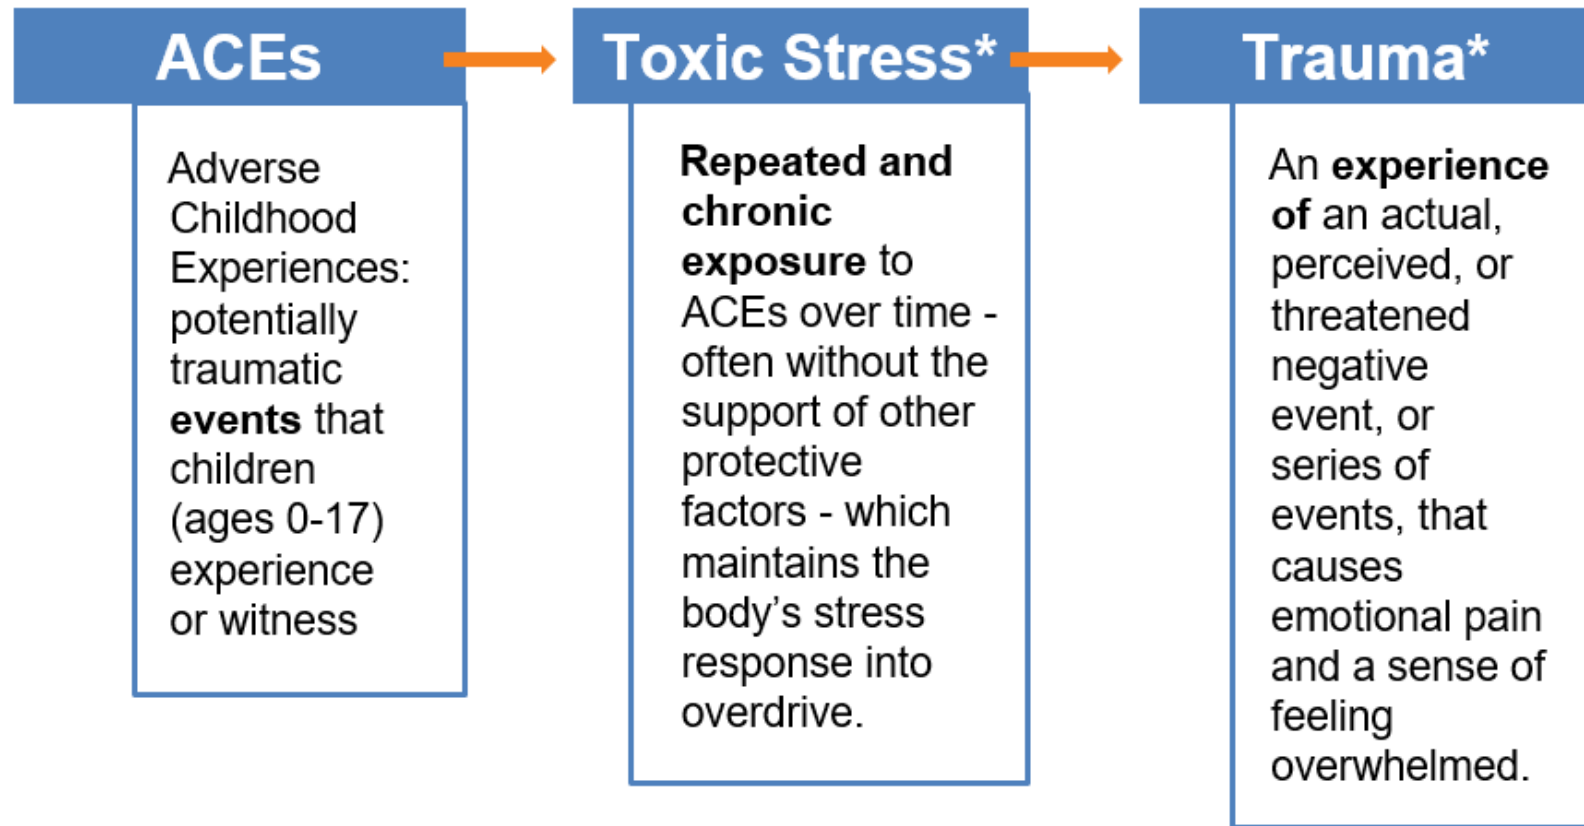 ACEs
Adverse
Childhood
Experiences:
potentially
traumatic
events that
children
(ages 0-17)
experience
or witness
Toxic Stress*
Repeated and
chronic
exposure to
ACEs over time -
often without the
support of other
protective
factors - which
maintains the
body’s stress
response into
overdrive.
Trauma*
An experience
of an actual,
perceived, or
threatened
negative
event, or
series of
events, that
causes
emotional pain
and a sense of
feeling
overwhelmed.